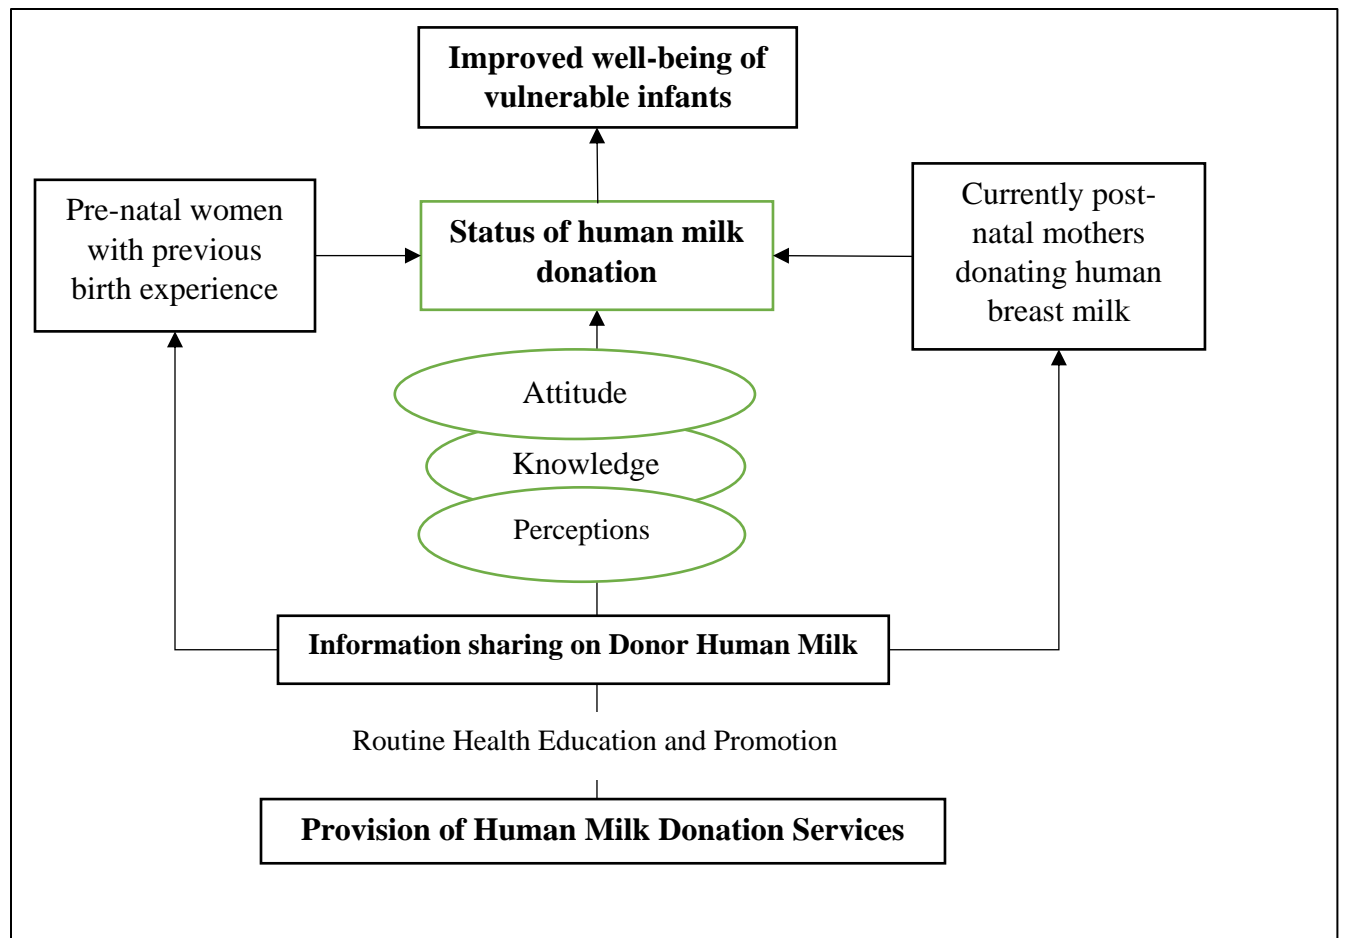 Improved well-being of
vulnerable infants
Pre-natal women
with previous
birth experience
Status of human milk
donation
Currently post-
natal mothers
donating human
breast milk
Attitude
Knowledge
Perceptions
Information sharing on Donor Human Milk
Routine Health Education and Promotion
Provision of Human Milk Donation Services